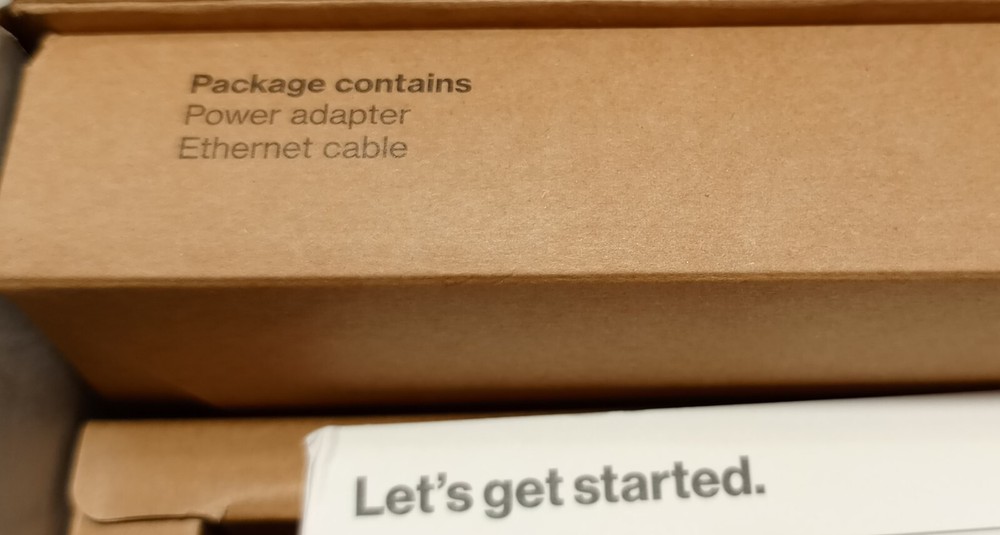 Package contains
Power adapter
Ethernet cable
Let's get started.